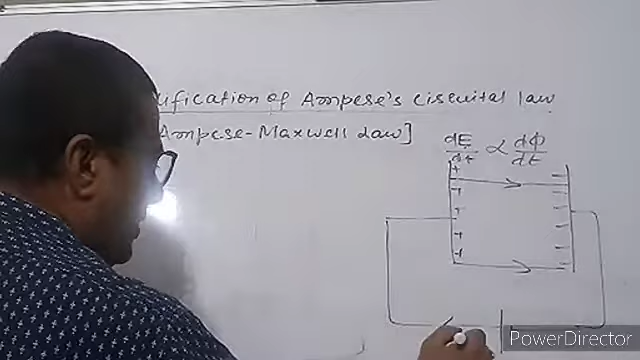 ification of Ampere's circuital law
Ampere-Maxwell Law]
dE/dt ∝ dΦ/dt
+ −
+ −
+ −
+ −
+ −
PowerDirector